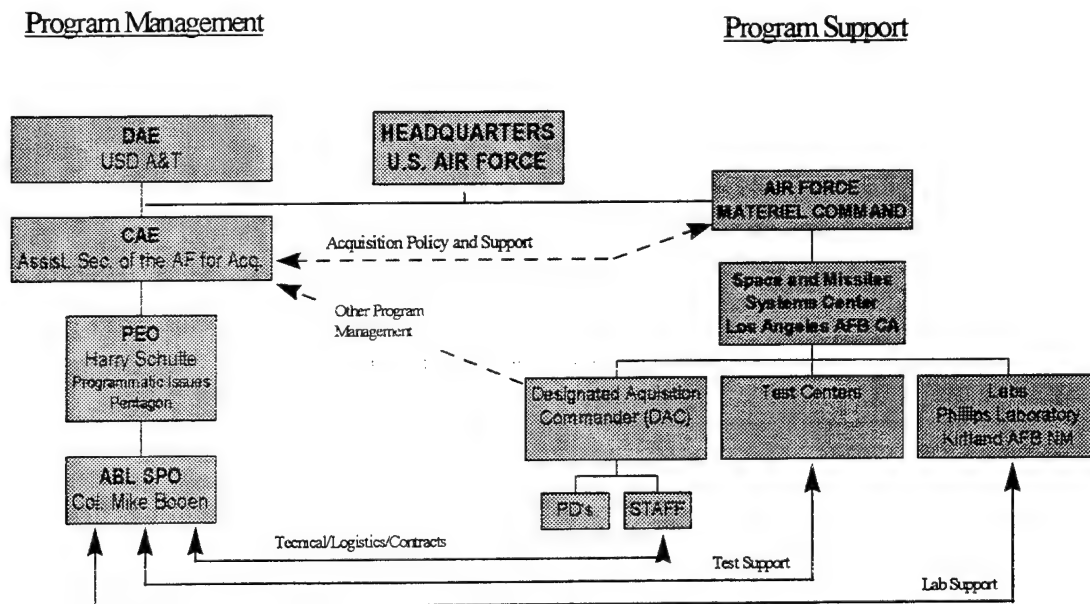 Program Management
Program Support
DAE
USD A&T
HEADQUARTERS
U.S. AIR FORCE
AIR FORCE
MATERIEL COMMAND
CAE
Assist. Sec. of the AF for Acq.
Acquisition Policy and Support
Space and Missiles
Systems Center
Los Angeles AFB CA
Other Program
Management
PEO
Harry Schulte
Programmatic Issues
Pentagon
Designated Aquisition
Commander (DAC)
Test Centers
Labs
Phillips Laboratory
Kirtland AFB NM
ABL SPO
Col. Mike Booen
PD's
STAFF
Tecnical/Logistics/Contracts
Test Support
Lab Support